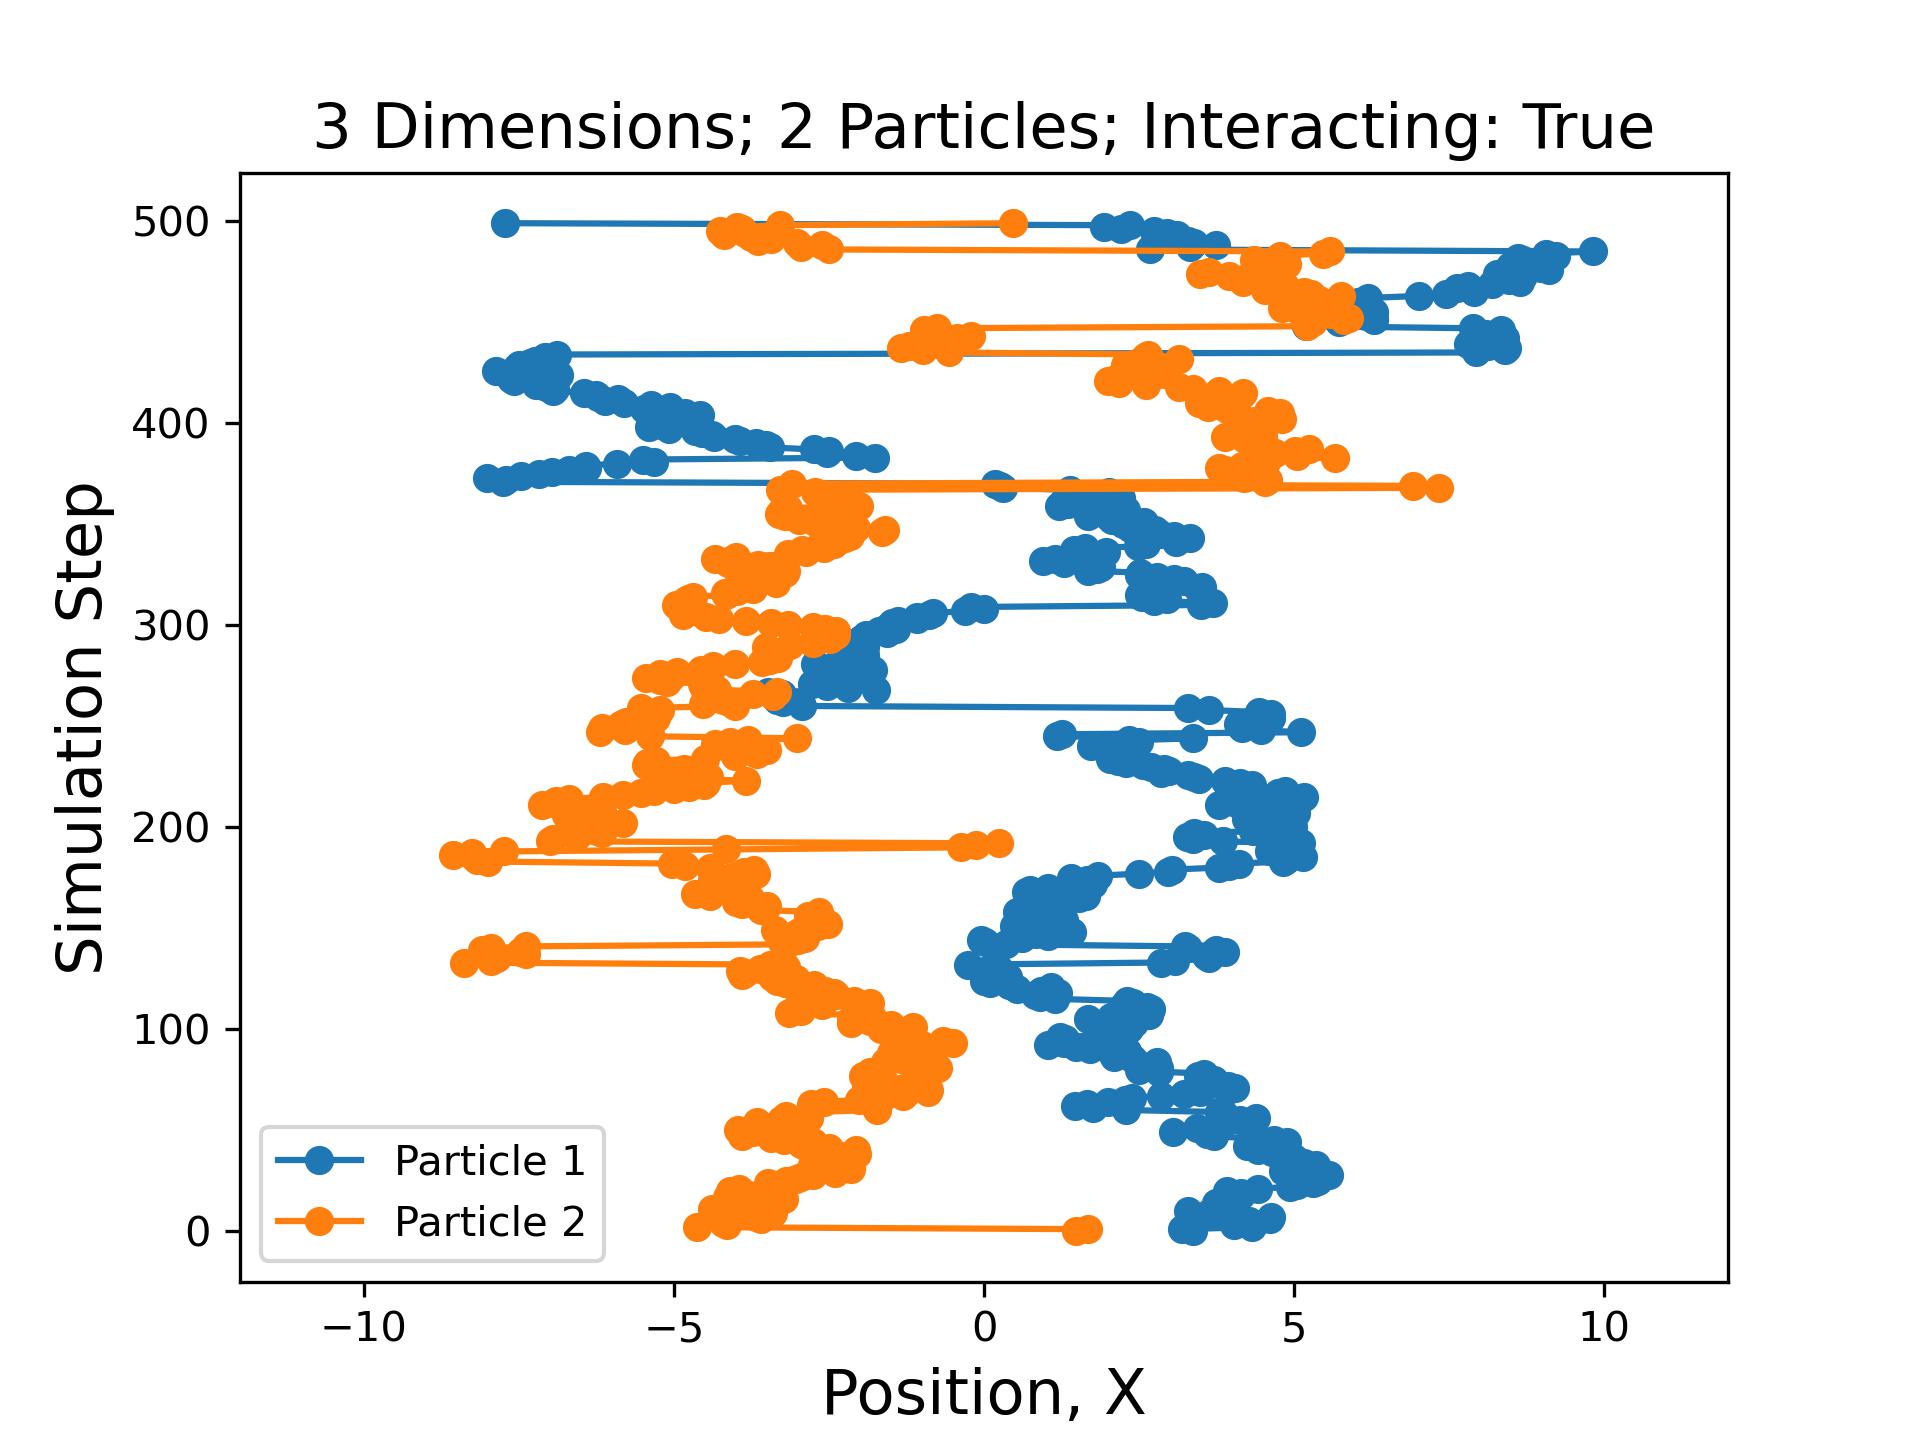 3 Dimensions; 2 Particles; Interacting: True
Simulation Step
500
400
300
200
100
0
Particle 1
Particle 2
−10
−5
0
5
10
Position, X